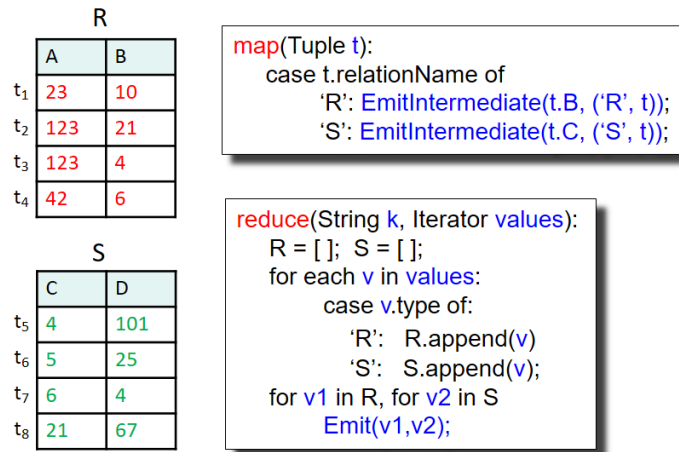 R
A B
t1 23 10
t2 123 21
t3 123 4
t4 42 6
S
C D
t5 4 101
t6 5 25
t7 6 4
t8 21 67
map(Tuple t):
case t.relationName of
‘R’: EmitIntermediate(t.B, (‘R’, t));
‘S’: EmitIntermediate(t.C, (‘S’, t));
reduce(String k, Iterator values):
R = [ ]; S = [ ];
for each v in values:
case v.type of:
‘R’: R.append(v)
‘S’: S.append(v);
for v1 in R, for v2 in S
Emit(v1,v2);